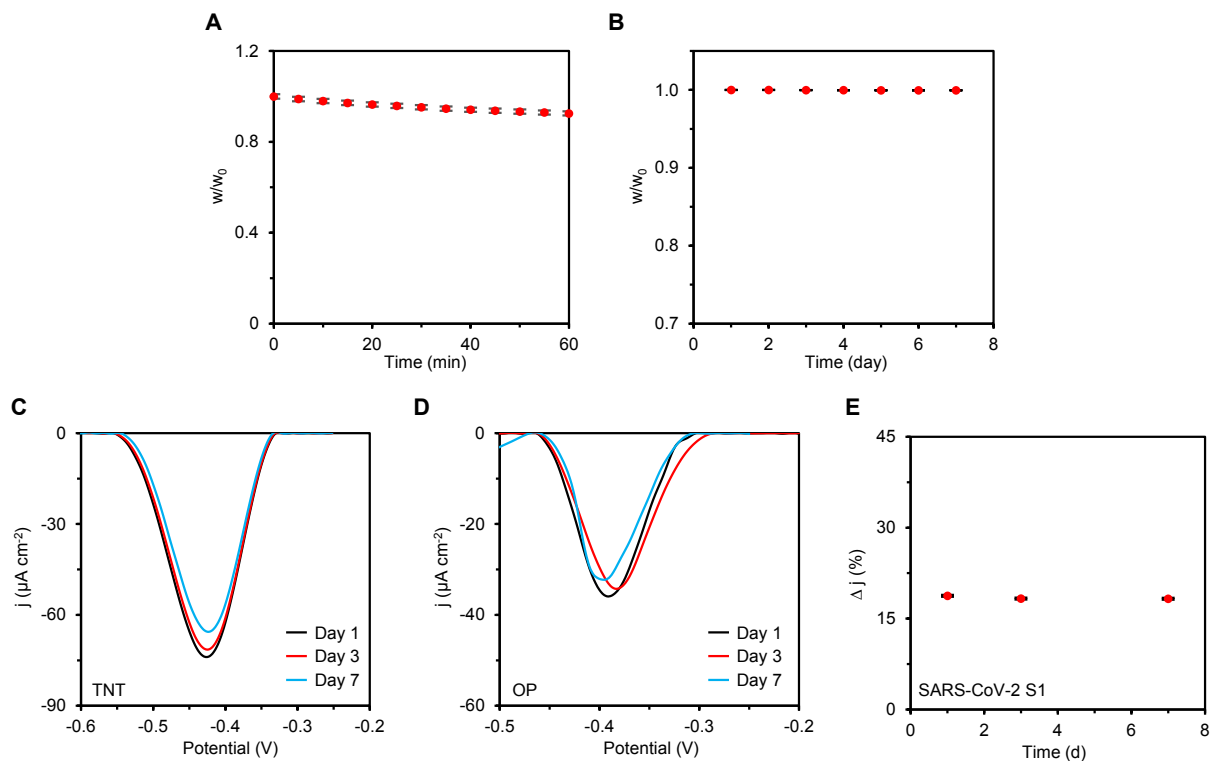 A
1.2
0.8
0.4
0
w/w0
0
20
40
60
Time (min)
B
1.0
0.9
0.8
0.7
w/w0
0
2
4
6
8
Time (day)
C
0
-30
-60
-90
j (µA cm-2)
Day 1
Day 3
Day 7
TNT
-0.6
-0.5
-0.4
-0.3
-0.2
Potential (V)
D
0
-20
-40
-60
j (µA cm-2)
Day 1
Day 3
Day 7
OP
-0.5
-0.4
-0.3
-0.2
Potential (V)
E
45
30
15
0
Δ j (%)
SARS-CoV-2 S1
0
2
4
6
8
Time (d)